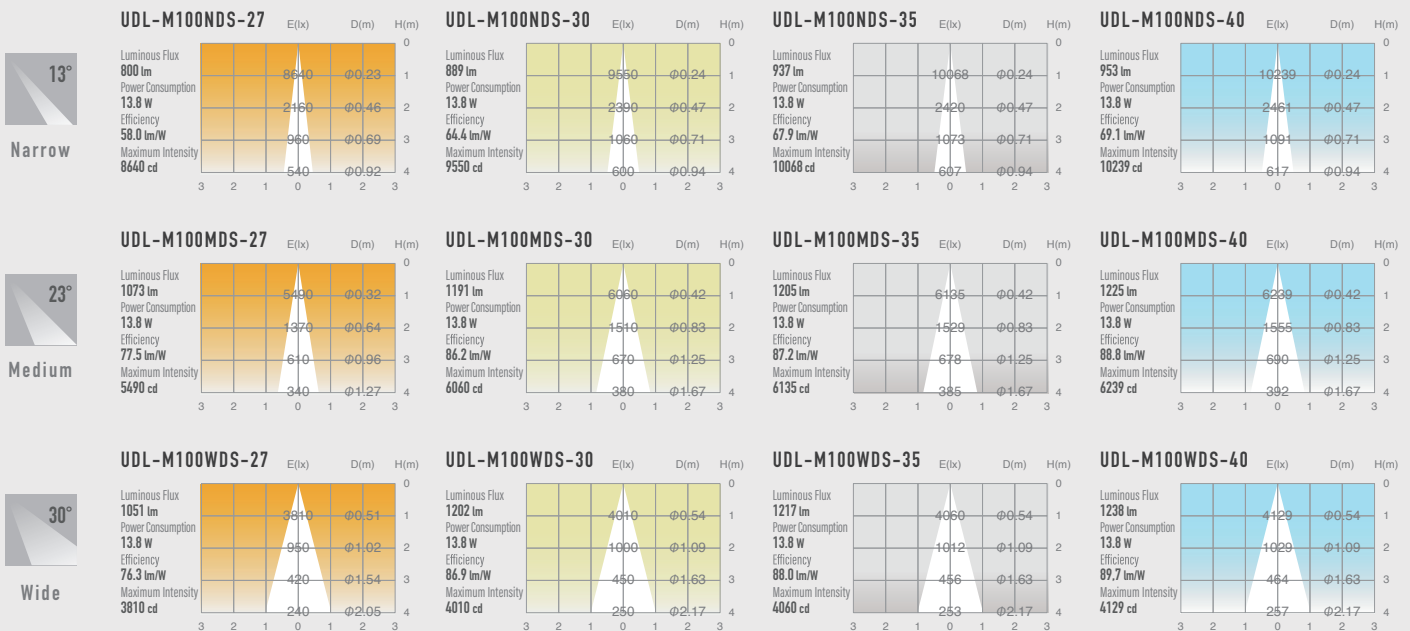 13°
Narrow
UDL-M100NDS-27 E(lx) D(m) H(m)
Luminous Flux
800 lm
Power Consumption
13.8 W
Efficiency
58.0 lm/W
Maximum Intensity
8640 cd
0
8640 Φ0.23 1
2160 Φ0.46 2
960 Φ0.69 3
540 Φ0.92 4
3 2 1 0 1 2 3
UDL-M100NDS-30 E(lx) D(m) H(m)
Luminous Flux
889 lm
Power Consumption
13.8 W
Efficiency
64.4 lm/W
Maximum Intensity
9550 cd
0
9550 Φ0.24 1
2390 Φ0.47 2
1060 Φ0.71 3
600 Φ0.94 4
3 2 1 0 1 2 3
UDL-M100NDS-35 E(lx) D(m) H(m)
Luminous Flux
937 lm
Power Consumption
13.8 W
Efficiency
67.9 lm/W
Maximum Intensity
10068 cd
0
10068 Φ0.24 1
2420 Φ0.47 2
1073 Φ0.71 3
607 Φ0.94 4
3 2 1 0 1 2 3
UDL-M100NDS-40 E(lx) D(m) H(m)
Luminous Flux
953 lm
Power Consumption
13.8 W
Efficiency
69.1 lm/W
Maximum Intensity
10239 cd
0
10239 Φ0.24 1
2461 Φ0.47 2
1091 Φ0.71 3
617 Φ0.94 4
3 2 1 0 1 2 3
23°
Medium
UDL-M100MDS-27 E(lx) D(m) H(m)
Luminous Flux
1073 lm
Power Consumption
13.8 W
Efficiency
77.5 lm/W
Maximum Intensity
5490 cd
0
5490 Φ0.32 1
1370 Φ0.64 2
610 Φ0.96 3
340 Φ1.27 4
3 2 1 0 1 2 3
UDL-M100MDS-30 E(lx) D(m) H(m)
Luminous Flux
1191 lm
Power Consumption
13.8 W
Efficiency
86.2 lm/W
Maximum Intensity
6060 cd
0
6060 Φ0.42 1
1510 Φ0.83 2
670 Φ1.25 3
380 Φ1.67 4
3 2 1 0 1 2 3
UDL-M100MDS-35 E(lx) D(m) H(m)
Luminous Flux
1205 lm
Power Consumption
13.8 W
Efficiency
87.2 lm/W
Maximum Intensity
6135 cd
0
6135 Φ0.42 1
1529 Φ0.83 2
678 Φ1.25 3
385 Φ1.67 4
3 2 1 0 1 2 3
UDL-M100MDS-40 E(lx) D(m) H(m)
Luminous Flux
1225 lm
Power Consumption
13.8 W
Efficiency
88.8 lm/W
Maximum Intensity
6239 cd
0
6239 Φ0.42 1
1555 Φ0.83 2
690 Φ1.25 3
392 Φ1.67 4
3 2 1 0 1 2 3
30°
Wide
UDL-M100WDS-27 E(lx) D(m) H(m)
Luminous Flux
1051 lm
Power Consumption
13.8 W
Efficiency
76.3 lm/W
Maximum Intensity
3810 cd
0
3810 Φ0.51 1
950 Φ1.02 2
420 Φ1.54 3
240 Φ2.05 4
3 2 1 0 1 2 3
UDL-M100WDS-30 E(lx) D(m) H(m)
Luminous Flux
1202 lm
Power Consumption
13.8 W
Efficiency
86.9 lm/W
Maximum Intensity
4010 cd
0
4010 Φ0.54 1
1000 Φ1.09 2
450 Φ1.63 3
250 Φ2.17 4
3 2 1 0 1 2 3
UDL-M100WDS-35 E(lx) D(m) H(m)
Luminous Flux
1217 lm
Power Consumption
13.8 W
Efficiency
88.0 lm/W
Maximum Intensity
4060 cd
0
4060 Φ0.54 1
1012 Φ1.09 2
456 Φ1.63 3
253 Φ2.17 4
3 2 1 0 1 2 3
UDL-M100WDS-40 E(lx) D(m) H(m)
Luminous Flux
1238 lm
Power Consumption
13.8 W
Efficiency
89,7 lm/W
Maximum Intensity
4129 cd
0
4129 Φ0.54 1
1029 Φ1.09 2
464 Φ1.63 3
257 Φ2.17 4
3 2 1 0 1 2 3